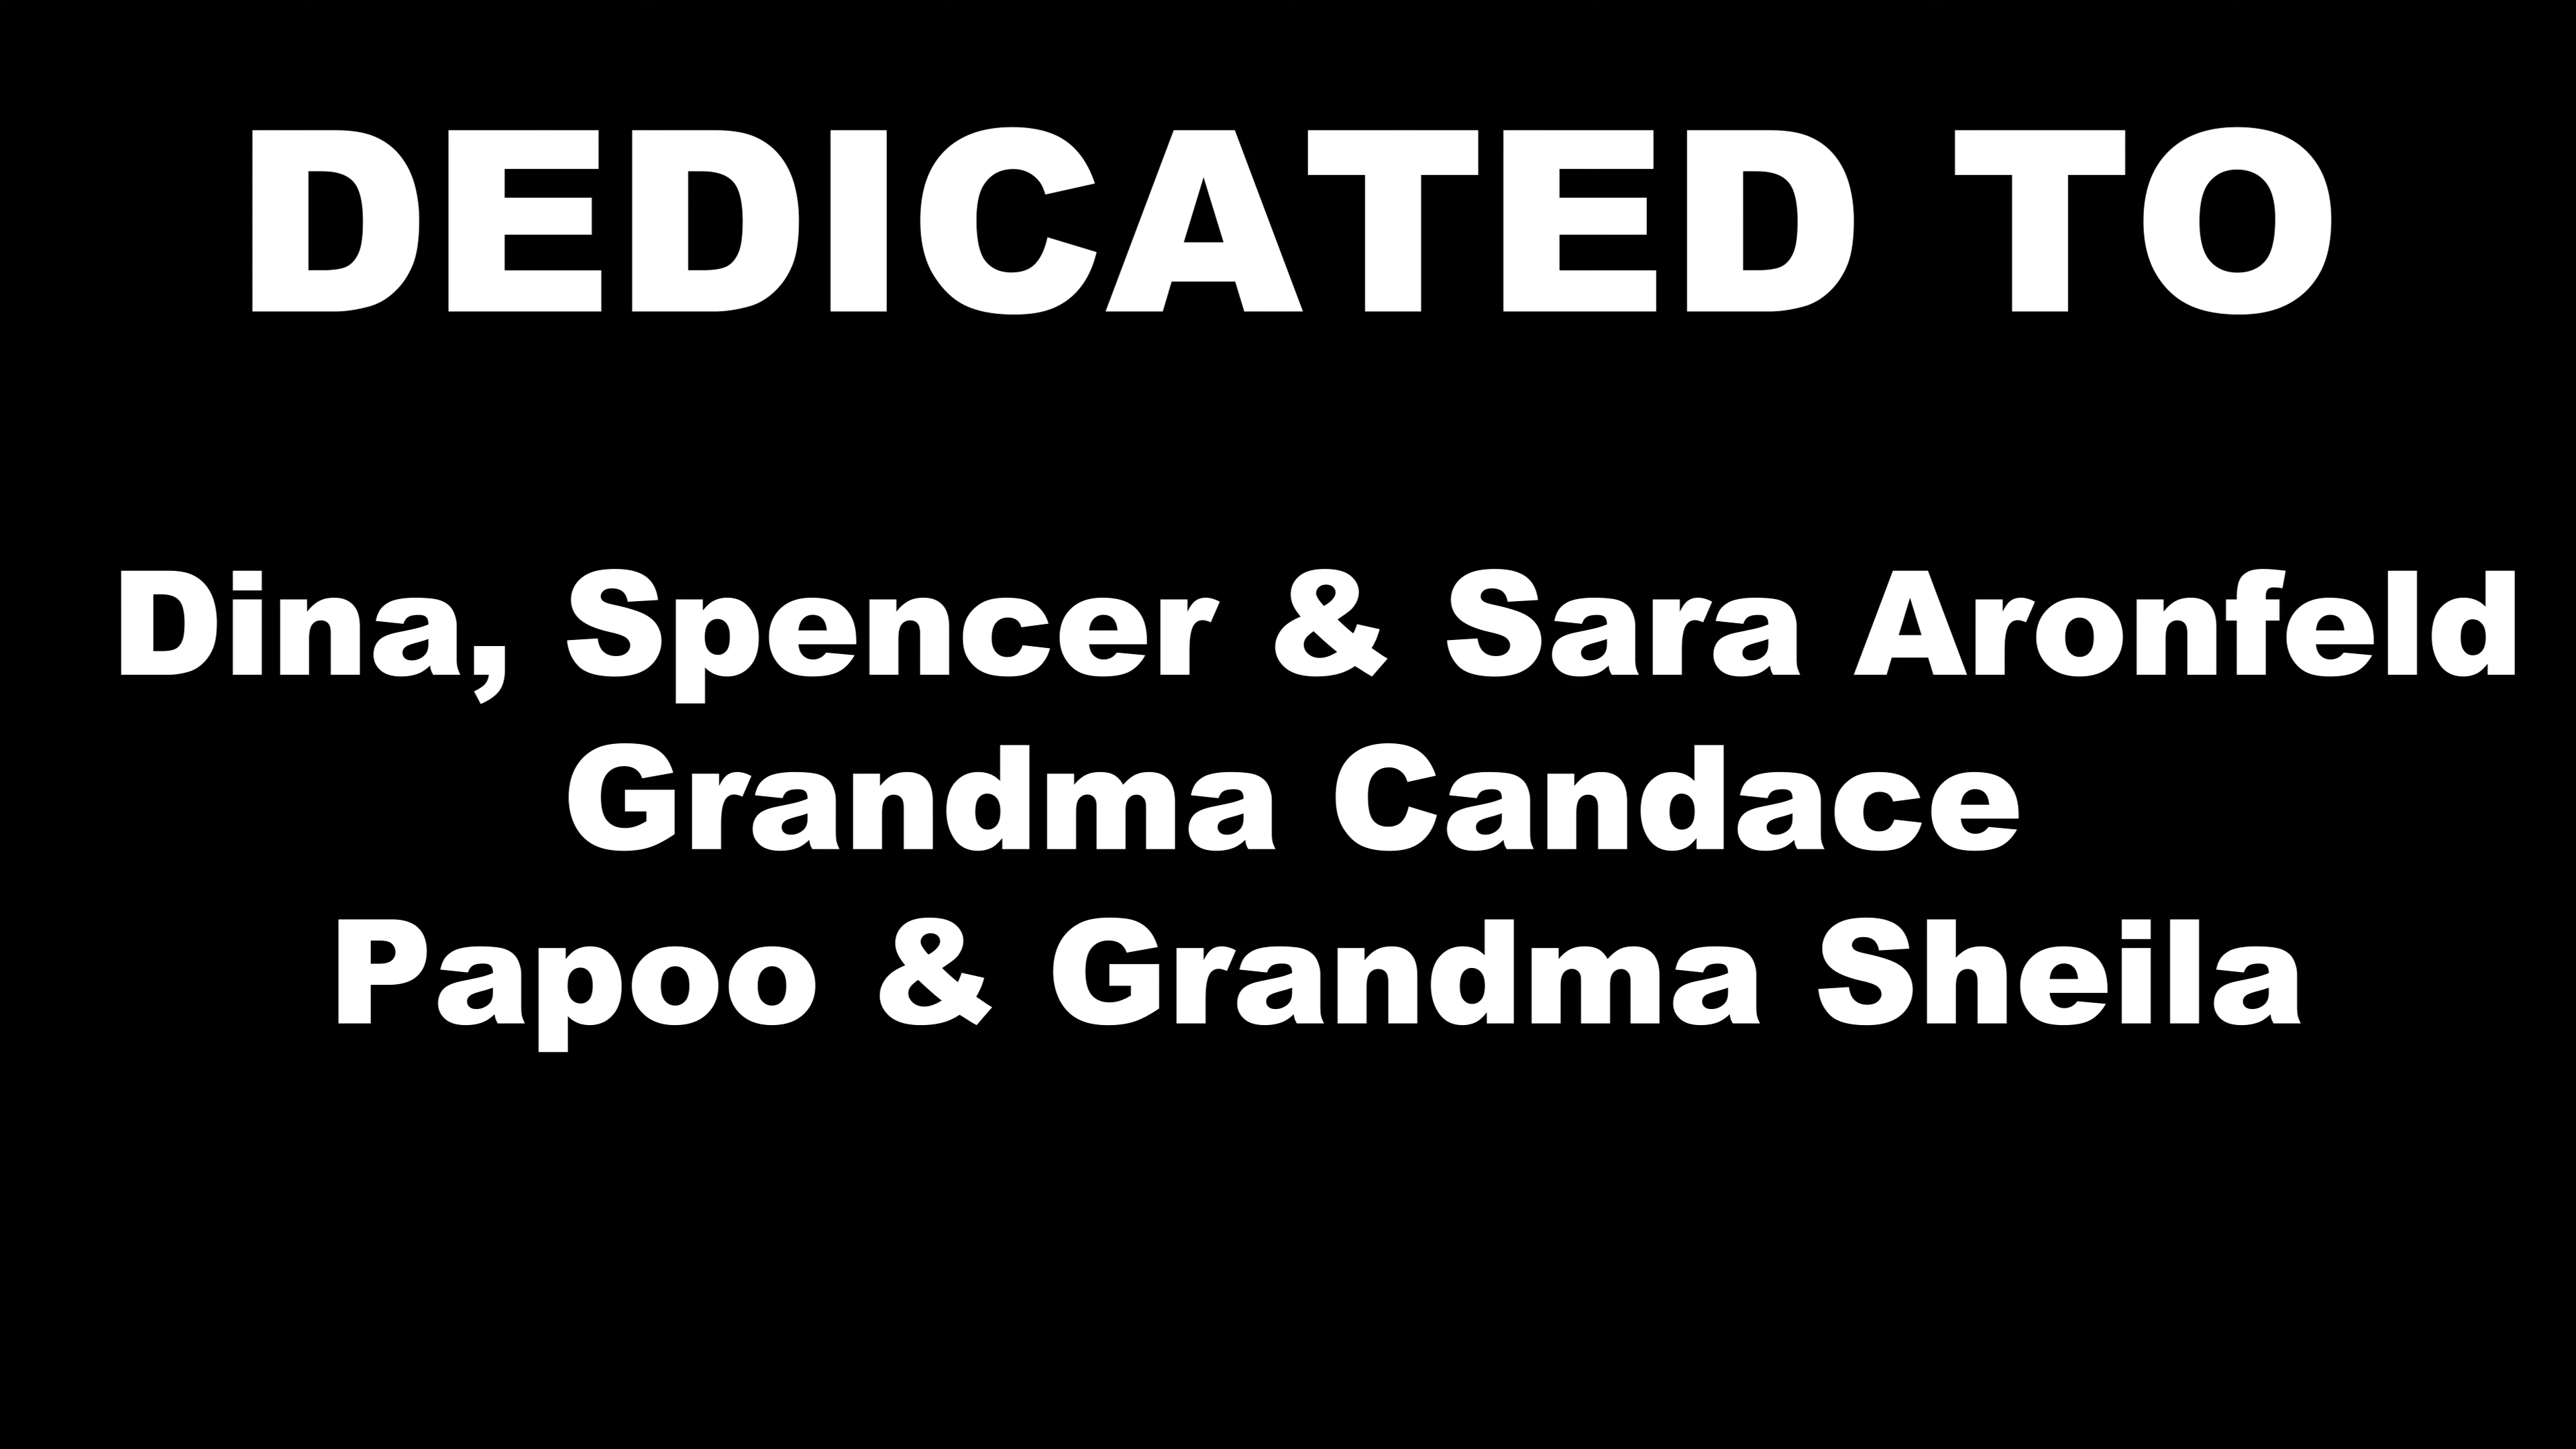 DEDICATED TO
Dina, Spencer & Sara Aronfeld
Grandma Candace
Papoo & Grandma Sheila